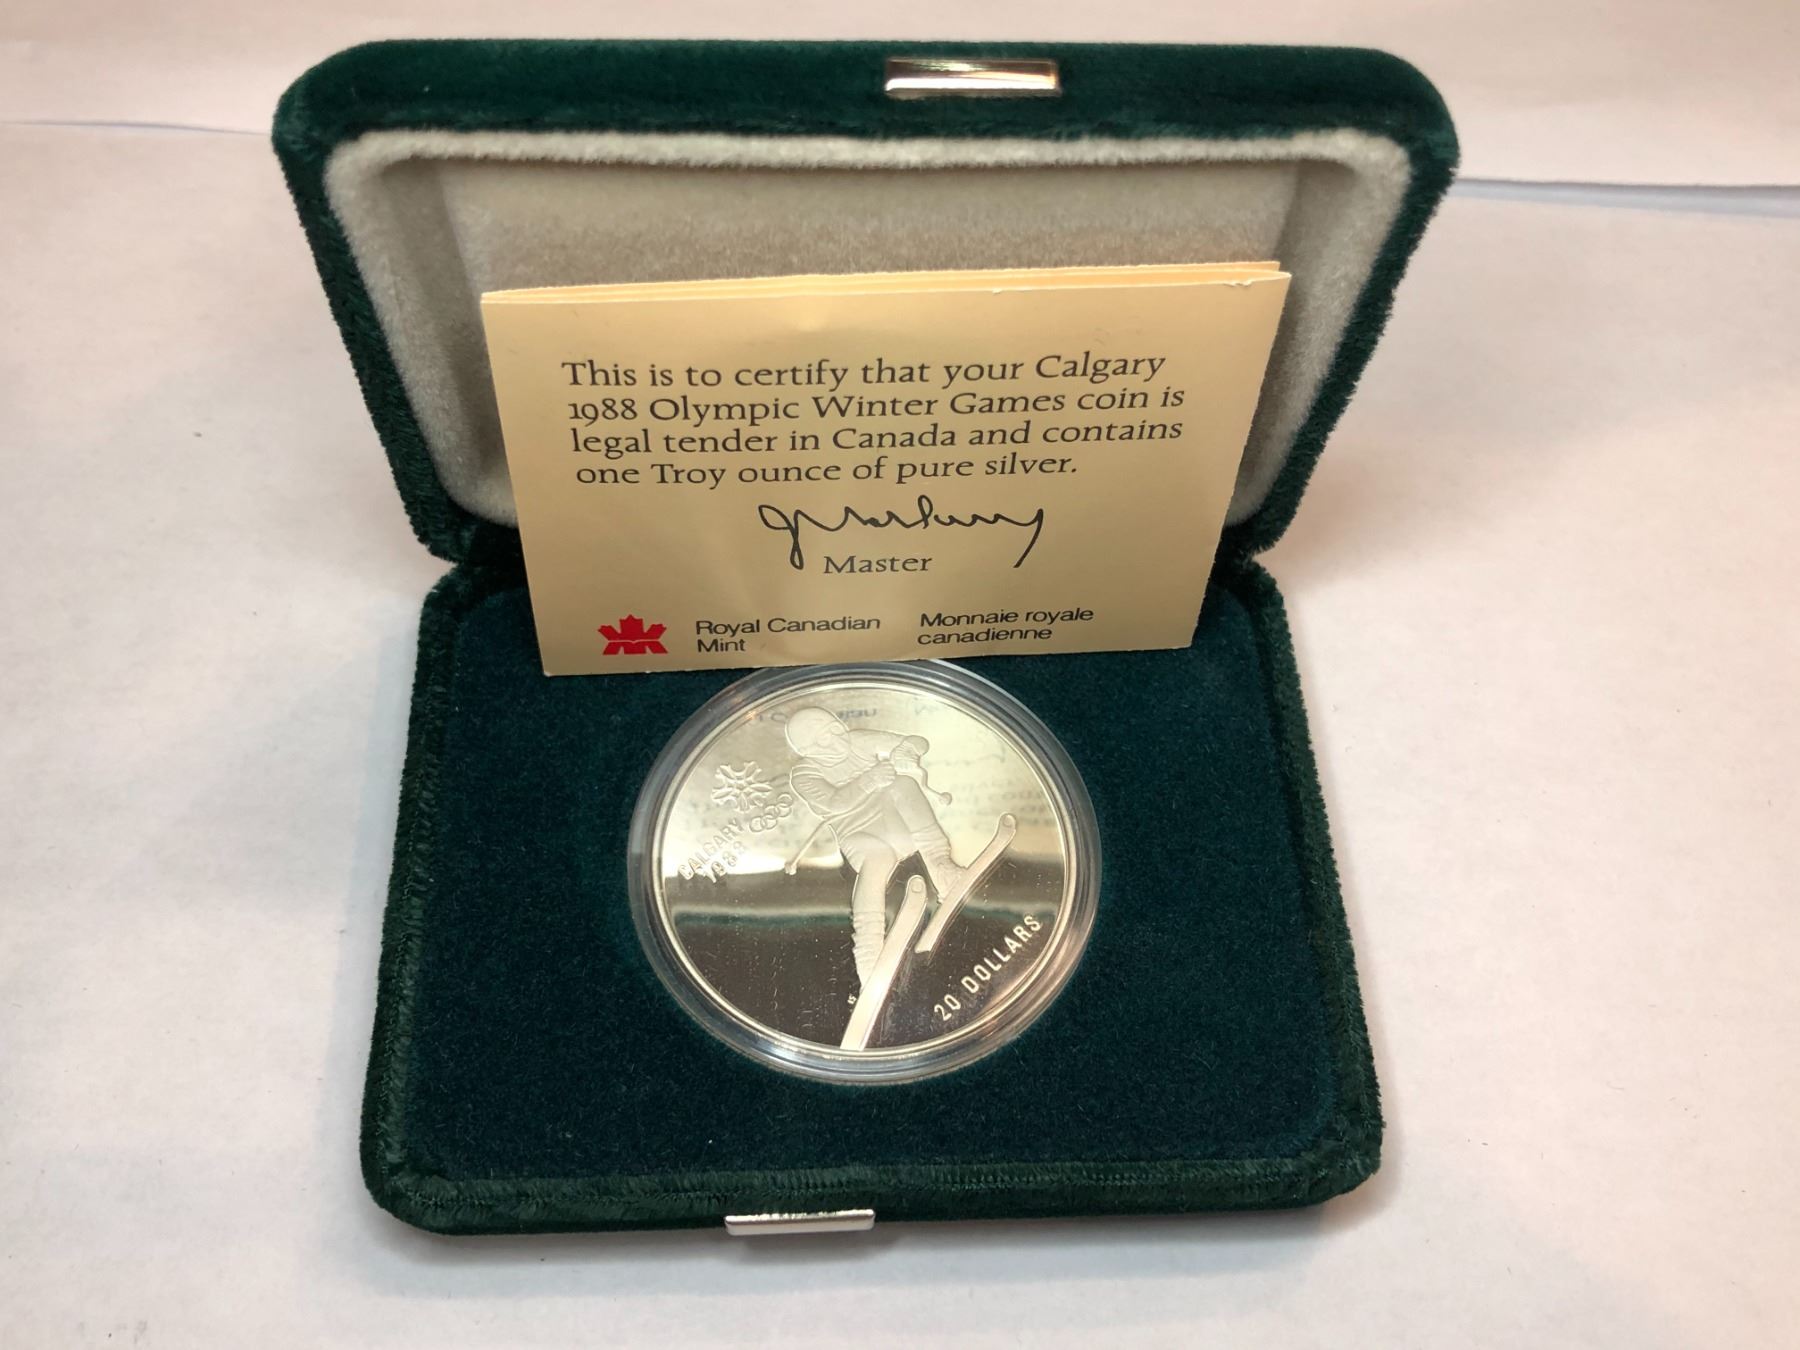 This is to certify that your Calgary
1988 Olympic Winter Games coin is
legal tender in Canada and contains
one Troy ounce of pure silver.
Master
Royal Canadian
Mint
Monnaie royale
canadienne
CALGARY
1988
20 DOLLARS